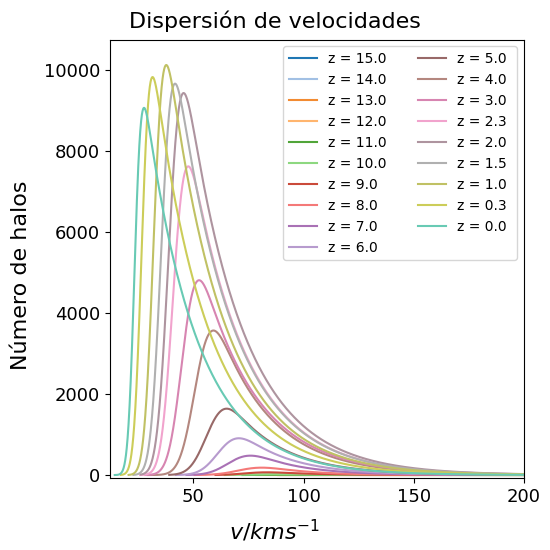 Dispersión de velocidades
Número de halos
10000
8000
6000
4000
2000
0
z = 15.0
z = 14.0
z = 13.0
z = 12.0
z = 11.0
z = 10.0
z = 9.0
z = 8.0
z = 7.0
z = 6.0
z = 5.0
z = 4.0
z = 3.0
z = 2.3
z = 2.0
z = 1.5
z = 1.0
z = 0.3
z = 0.0
50 100 150 200
v/kms⁻¹